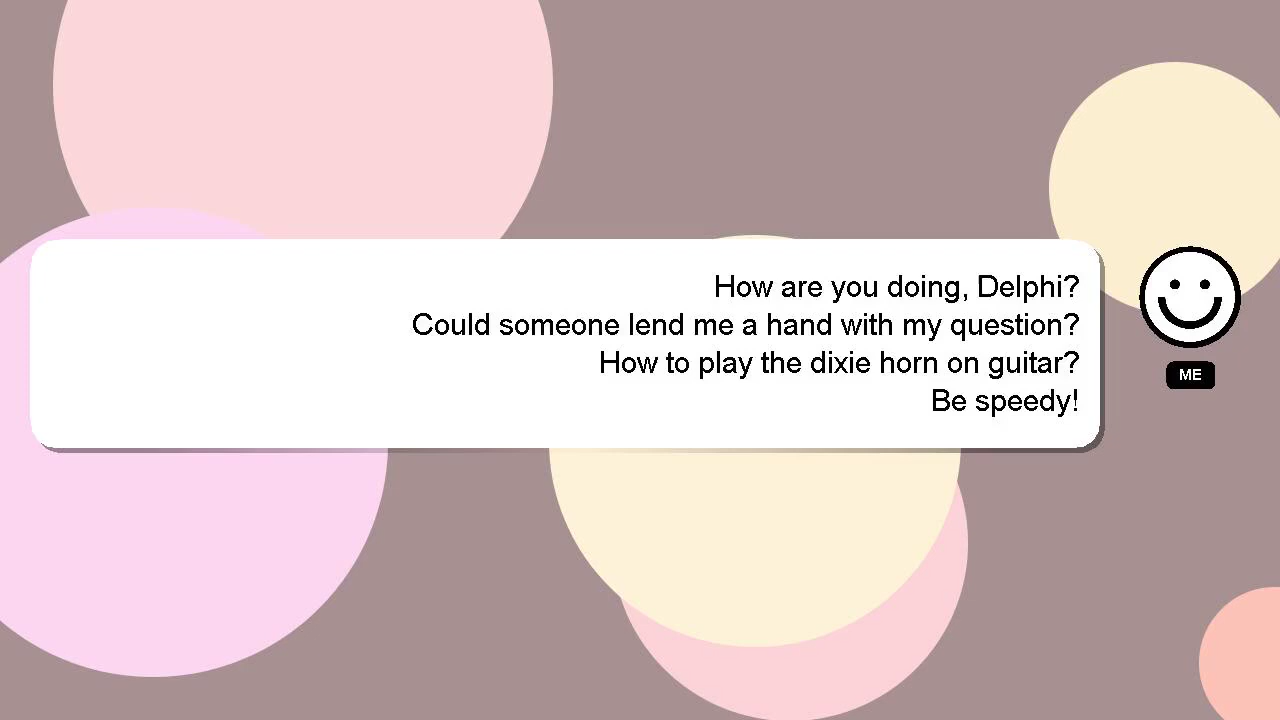 How are you doing, Delphi?
Could someone lend me a hand with my question?
How to play the dixie horn on guitar?
Be speedy!
ME